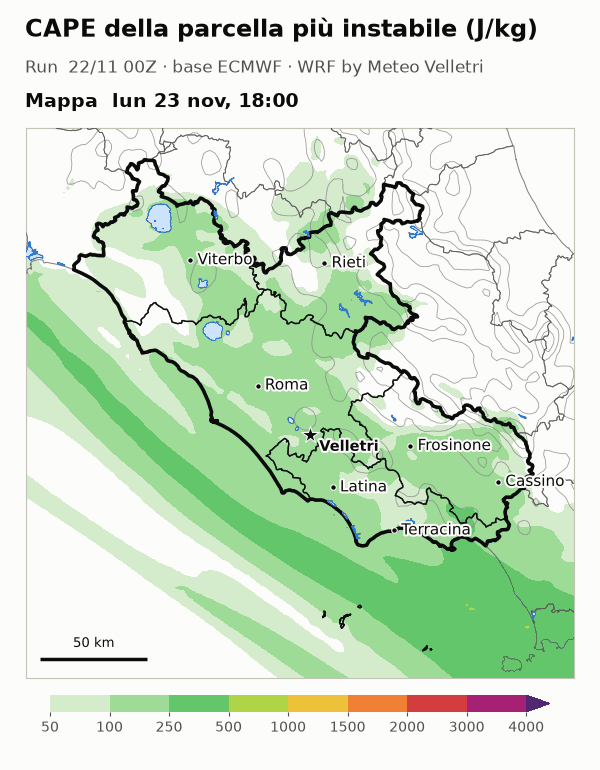 CAPE della parcella più instabile (J/kg)
Run  22/11 00Z · base ECMWF · WRF by Meteo Velletri
Mappa  lun 23 nov, 18:00
Viterbo
Rieti
Roma
Velletri
Frosinone
Cassino
Latina
Terracina
50 km
50 100 250 500 1000 1500 2000 3000 4000